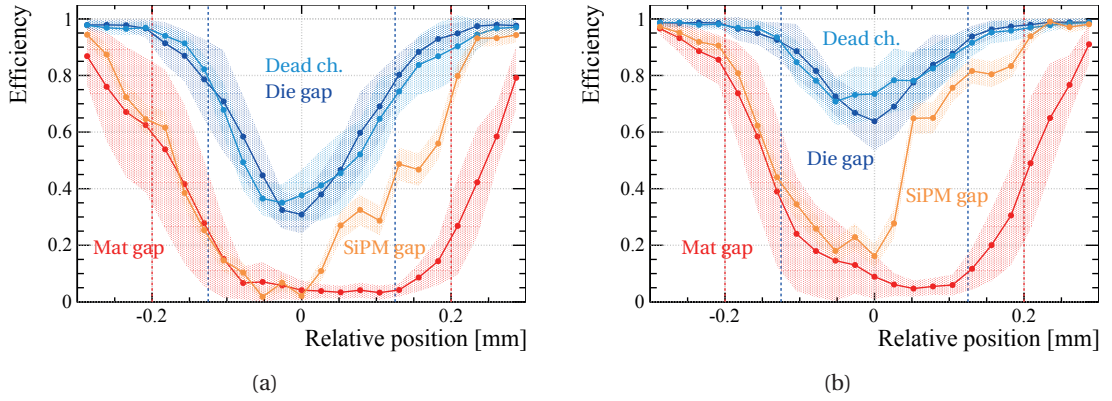 Efficiency
1
0.8
0.6
0.4
0.2
0
Dead ch.
Die gap
Mat gap
SiPM gap
-0.2 0 0.2
Relative position [mm]
(a)
Efficiency
1
0.8
0.6
0.4
0.2
0
Dead ch.
Die gap
SiPM gap
Mat gap
-0.2 0 0.2
Relative position [mm]
(b)